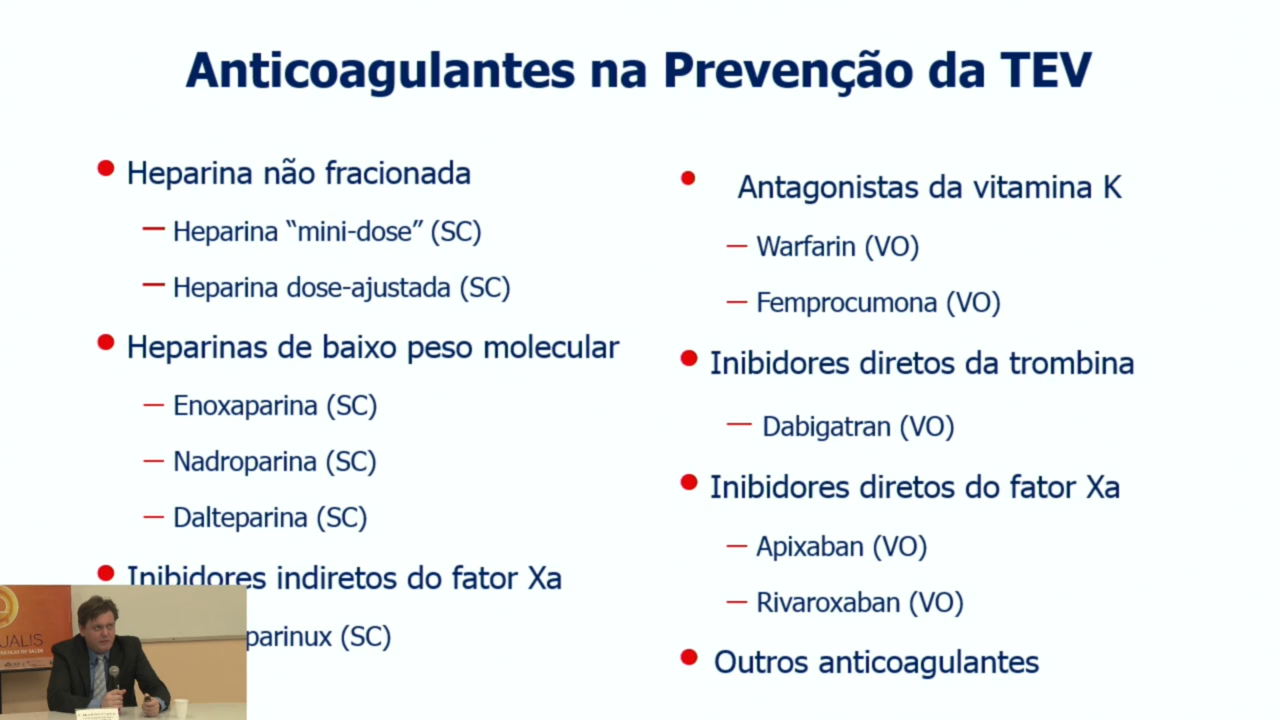 Anticoagulantes na Prevenção da TEV
Heparina não fracionada
Heparina “mini-dose” (SC)
Heparina dose-ajustada (SC)
Heparinas de baixo peso molecular
Enoxaparina (SC)
Nadroparina (SC)
Dalteparina (SC)
Inibidores indiretos do fator Xa
parinux (SC)
Antagonistas da vitamina K
Warfarin (VO)
Femprocumona (VO)
Inibidores diretos da trombina
Dabigatran (VO)
Inibidores diretos do fator Xa
Apixaban (VO)
Rivaroxaban (VO)
Outros anticoagulantes
UALIS